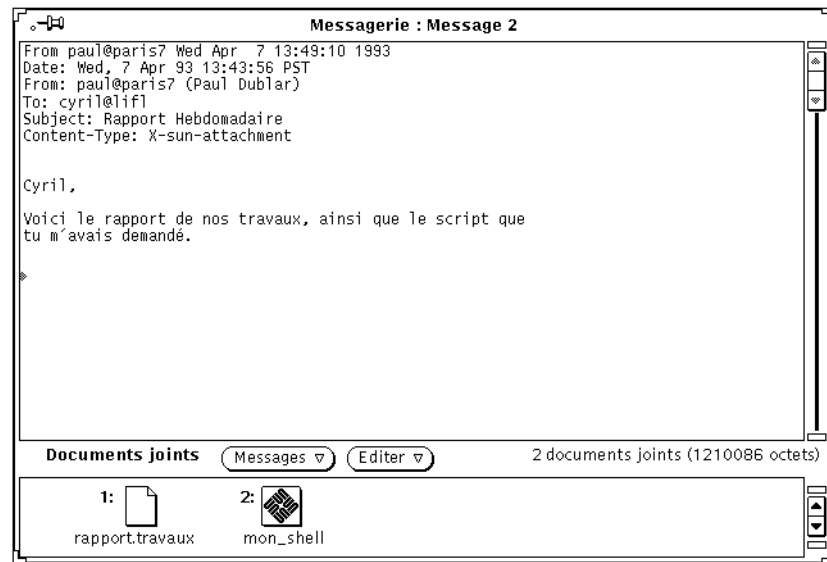 Messagerie : Message 2
From paul@paris7 Wed Apr  7 13:49:10 1993
Date: Wed, 7 Apr 93 13:43:56 PST
From: paul@paris7 (Paul Dublar)
To: cyril@lifl
Subject: Rapport Hebdomadaire
Content-Type: X-sun-attachment
Cyril,
Voici le rapport de nos travaux, ainsi que le script que
tu m´avais demandé.
Documents joints Messages Editer 2 documents joints (1210086 octets)
1: 2:
rapport.travaux mon_shell